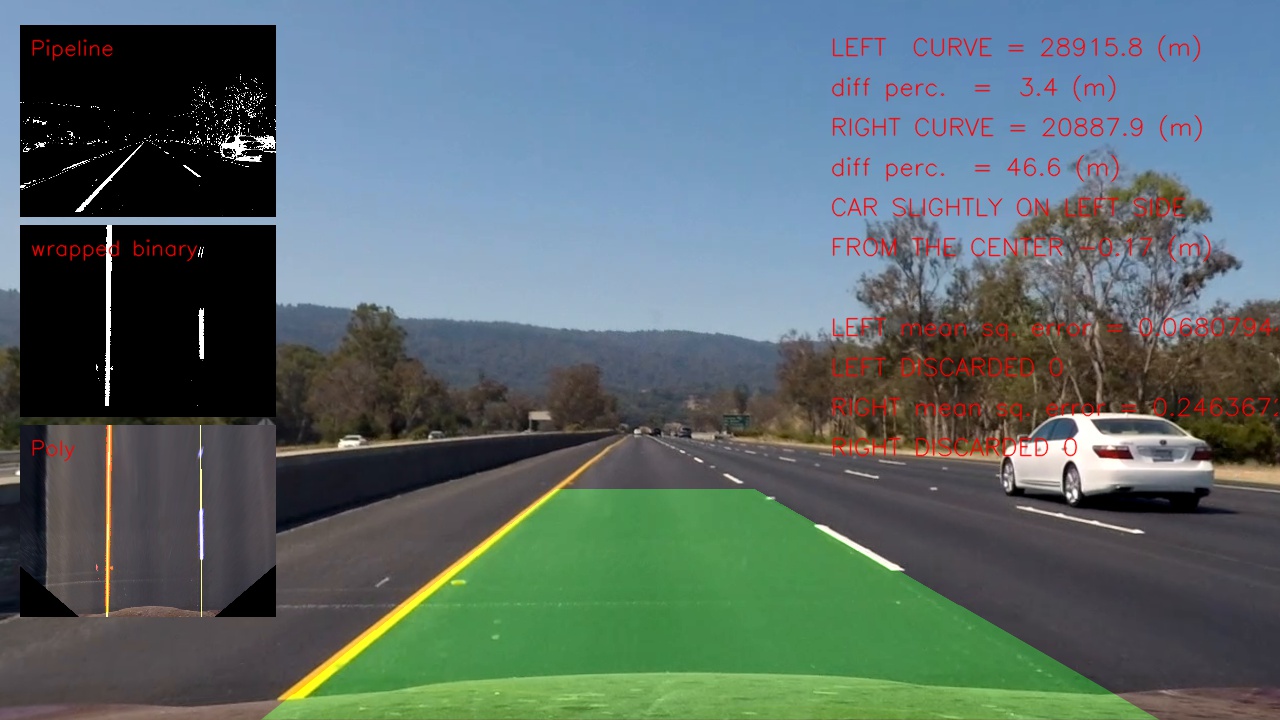 Pipeline
wrapped binary
Poly
LEFT CURVE = 28915.8 (m)
diff perc. = 3.4 (m)
RIGHT CURVE = 20887.9 (m)
diff perc. = 46.6 (m)
CAR SLIGHTLY ON LEFT SIDE
FROM THE CENTER -0.17 (m)
LEFT mean sq. error = 0.0680794
LEFT DISCARDED 0
RIGHT mean sq. error = 0.246367
RIGHT DISCARDED 0